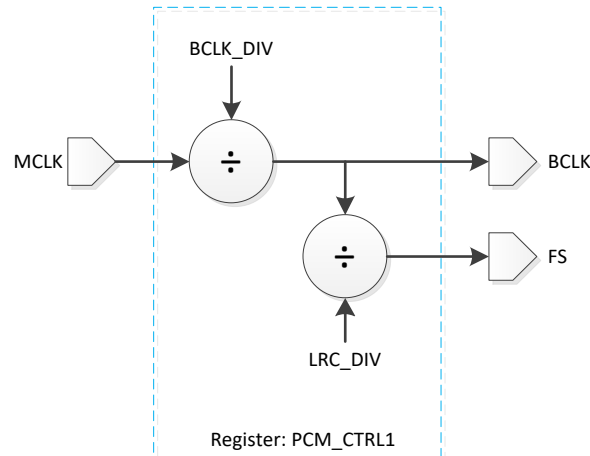 BCLK_DIV
MCLK
÷
BCLK
÷
FS
LRC_DIV
Register: PCM_CTRL1